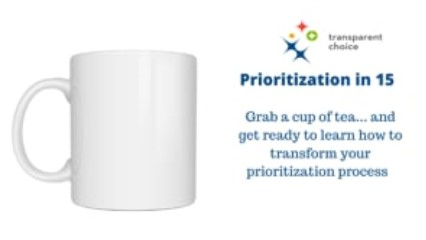 transparent
choice
Prioritization in 15
Grab a cup of tea... and
get ready to learn how to
transform your
prioritization process